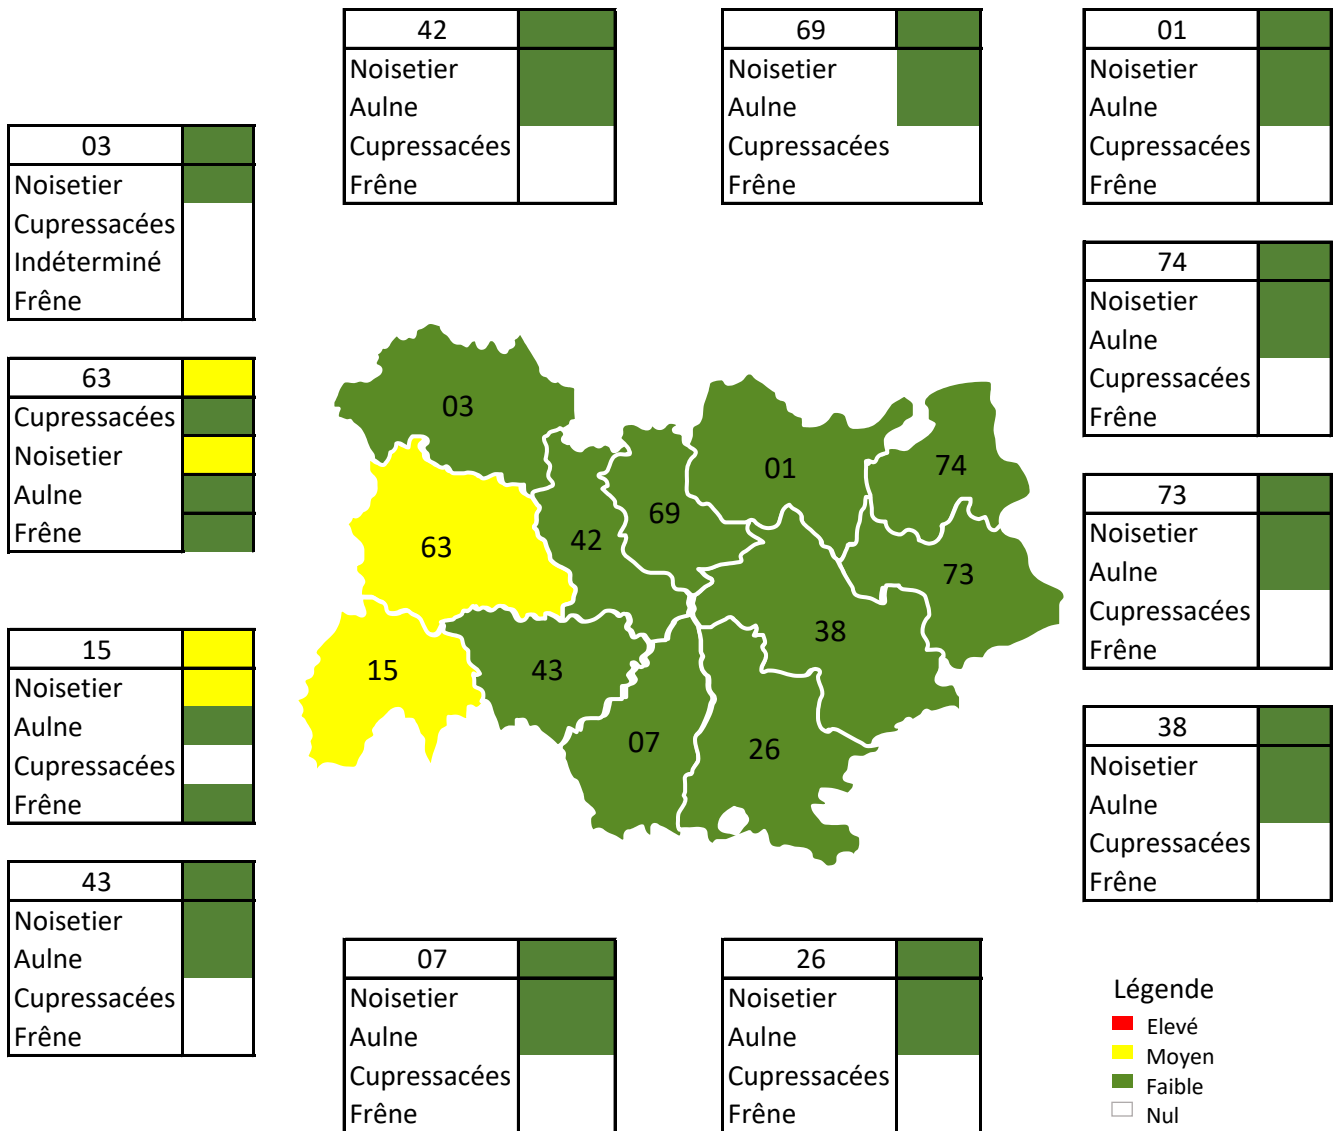 42
Noisetier
Aulne
Cupressacées
Frêne
69
Noisetier
Aulne
Cupressacées
Frêne
01
Noisetier
Aulne
Cupressacées
Frêne
03
Noisetier
Cupressacées
Indéterminé
Frêne
74
Noisetier
Aulne
Cupressacées
Frêne
63
Cupressacées
Noisetier
Aulne
Frêne
03
01
74
69
42
63
73
38
15
43
07
26
73
Noisetier
Aulne
Cupressacées
Frêne
15
Noisetier
Aulne
Cupressacées
Frêne
38
Noisetier
Aulne
Cupressacées
Frêne
43
Noisetier
Aulne
Cupressacées
Frêne
07
Noisetier
Aulne
Cupressacées
Frêne
26
Noisetier
Aulne
Cupressacées
Frêne
Légende
Elevé
Moyen
Faible
Nul